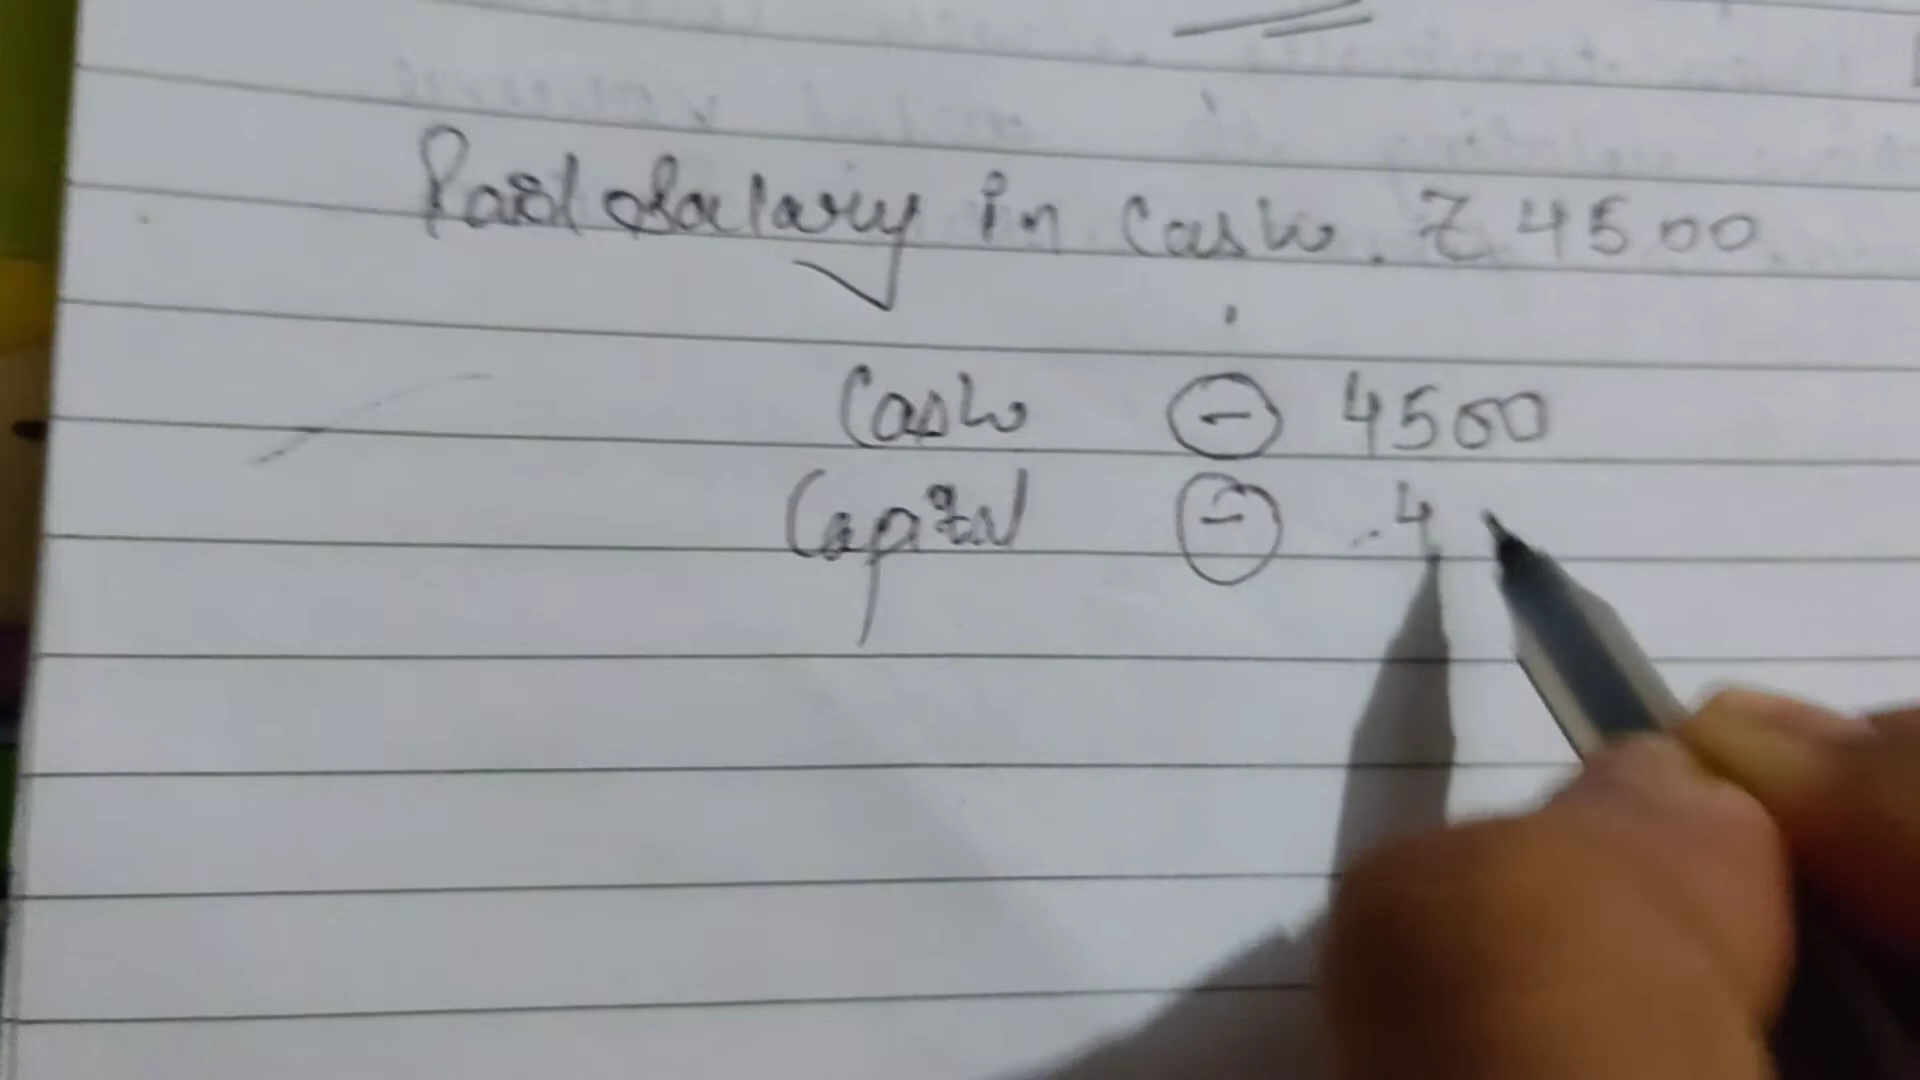 Paid Salary in Cash. ₹ 4500
Cash - 4500
Capital - 4